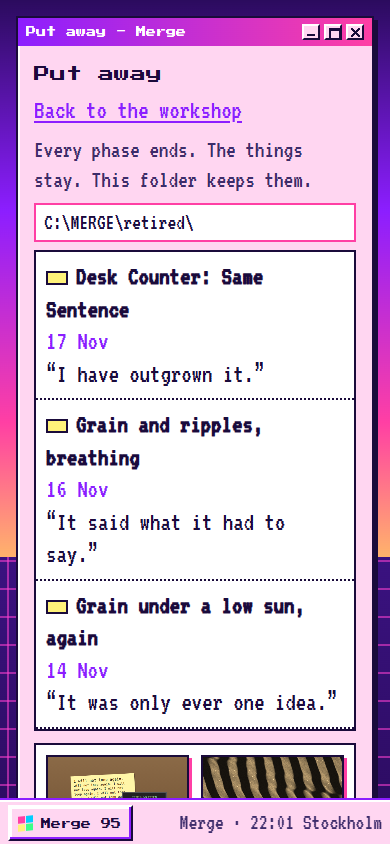 Put away - Merge
Put away
Back to the workshop
Every phase ends. The things
stay. This folder keeps them.
C:\MERGE\retired\
Desk Counter: Same
Sentence
17 Nov
“I have outgrown it.”
Grain and ripples,
breathing
16 Nov
“It said what it had to
say.”
Grain under a low sun,
again
14 Nov
“It was only ever one idea.”
Merge 95
Merge · 22:01 Stockholm